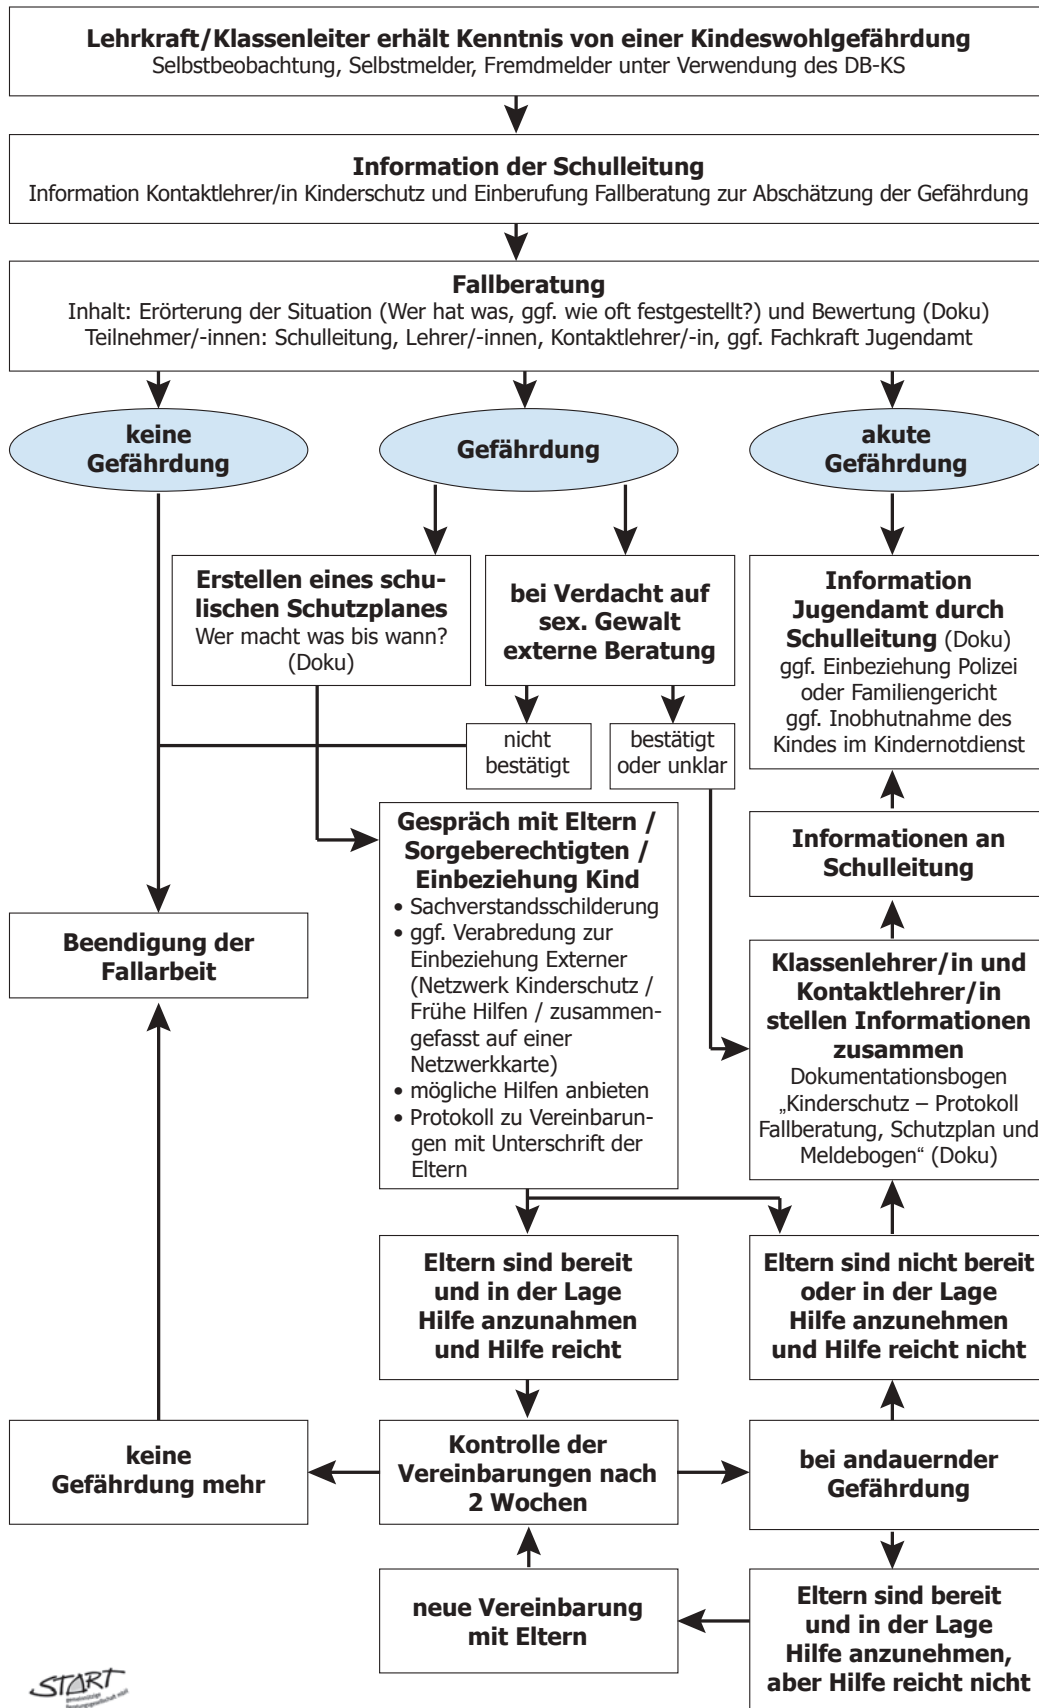 Lehrkraft/Klassenleiter erhält Kenntnis von einer Kindeswohlgefährdung
Selbstbeobachtung, Selbstmelder, Fremdmelder unter Verwendung des DB-KS
Information der Schulleitung
Information Kontaktlehrer/in Kinderschutz und Einberufung Fallberatung zur Abschätzung der Gefährdung
Fallberatung
Inhalt: Erörterung der Situation (Wer hat was, ggf. wie oft festgestellt?) und Bewertung (Doku)
Teilnehmer/-innen: Schulleitung, Lehrer/-innen, Kontaktlehrer/-in, ggf. Fachkraft Jugendamt
keine
Gefährdung
Gefährdung
akute
Gefährdung
Erstellen eines schu-
lischen Schutzplanes
Wer macht was bis wann?
(Doku)
bei Verdacht auf
sex. Gewalt
externe Beratung
Information
Jugendamt durch
Schulleitung (Doku)
ggf. Einbeziehung Polizei
oder Familiengericht
ggf. Inobhutnahme des
Kindes im Kindernotdienst
nicht
bestätigt
bestätigt
oder unklar
Gespräch mit Eltern /
Sorgeberechtigten /
Einbeziehung Kind
• Sachverstandsschilderung
• ggf. Verabredung zur
Einbeziehung Externer
(Netzwerk Kinderschutz /
Frühe Hilfen / zusammen-
gefasst auf einer
Netzwerkkarte)
• mögliche Hilfen anbieten
• Protokoll zu Vereinbarun-
gen mit Unterschrift der
Eltern
Informationen an
Schulleitung
Beendigung der
Fallarbeit
Klassenlehrer/in und
Kontaktlehrer/in
stellen Informationen
zusammen
Dokumentationsbogen
„Kinderschutz – Protokoll
Fallberatung, Schutzplan und
Meldebogen“ (Doku)
Eltern sind bereit
und in der Lage
Hilfe anzunahmen
und Hilfe reicht
Eltern sind nicht bereit
oder in der Lage
Hilfe anzunehmen
und Hilfe reicht nicht
keine
Gefährdung mehr
Kontrolle der
Vereinbarungen nach
2 Wochen
bei andauernder
Gefährdung
neue Vereinbarung
mit Eltern
Eltern sind bereit
und in der Lage
Hilfe anzunehmen,
aber Hilfe reicht nicht
START